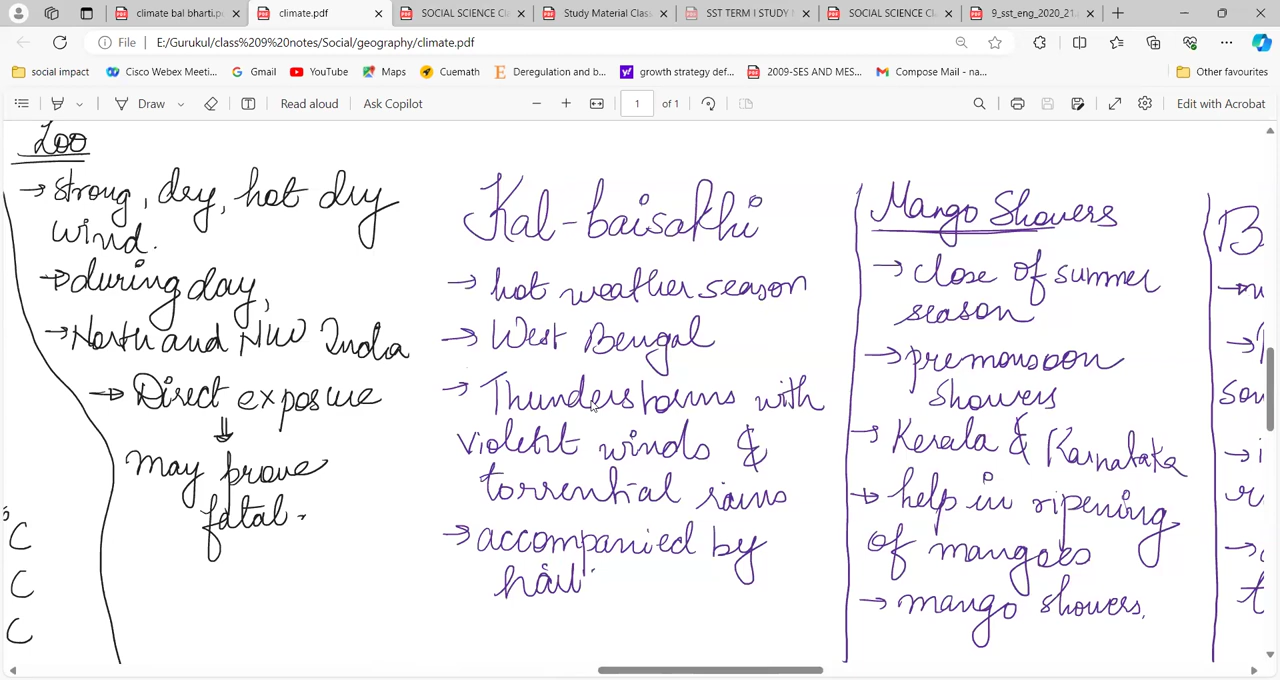 climate bal bharti.p
climate.pdf
SOCIAL SCIENCE Clas
Study Material Class
SST TERM I STUDY M
SOCIAL SCIENCE CLAS
9_sst_eng_2020_21.
File
E:/Gurukul/class%209%20notes/Social/geography/climate.pdf
social impact
Cisco Webex Meeti...
Gmail
YouTube
Maps
Cuemath
Deregulation and b...
growth strategy def...
2009-SES AND MES...
Compose Mail - na...
Other favourites
Draw
Read aloud
Ask Copilot
1
of 1
Edit with Acrobat
Loo
→ strong, dry, hot dry
wind.
→ during day,
→ North and NW India
→ Direct exposure
⇓
may prove
fatal.
C
C
C
Kal-baisakhi
→ hot weather season
→ West Bengal
→ Thunderstorms with
violent winds &
torrential rains
→ accompanied by
hail
Mango Showers
→ close of summer
season
→ premonsoon
Showers
→ Kerala & Karnataka
→ help in ripening
of mangoes
→ mango showers.
B